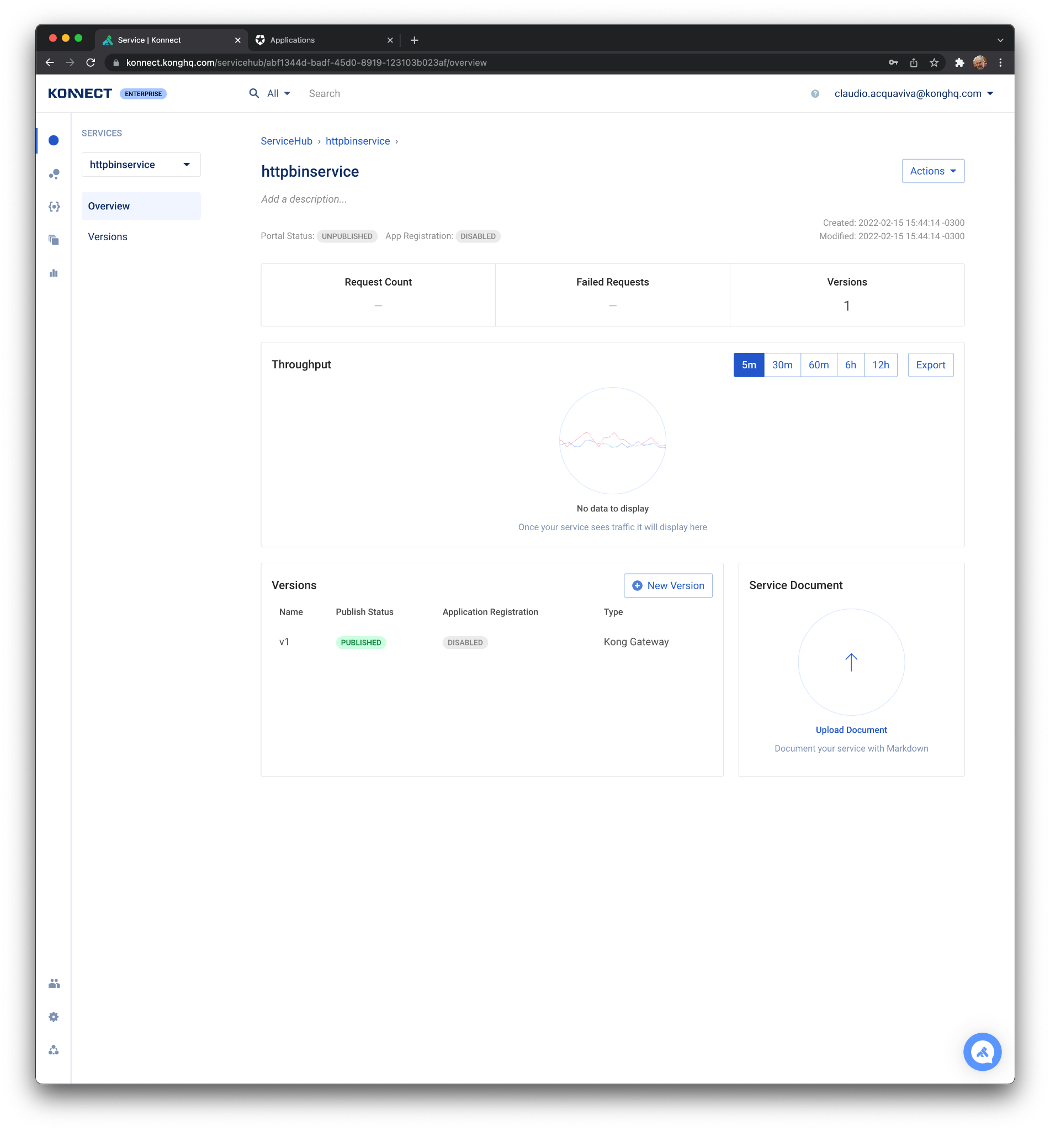 Service | Konnect
Applications
konnect.konghq.com/servicehub/abf1344d-badf-45d0-8919-123103b023af/overview
KONNECT ENTERPRISE
All
Search
claudio.acquaviva@konghq.com
SERVICES
httpbinservice
Overview
Versions
ServiceHub › httpbinservice ›
httpbinservice
Actions
Add a description...
Created: 2022-02-15 15:44:14 -0300
Portal Status: UNPUBLISHED App Registration: DISABLED
Modified: 2022-02-15 15:44:14 -0300
Request Count
Failed Requests
Versions
–
–
1
Throughput
5m 30m 60m 6h 12h
Export
No data to display
Once your service sees traffic it will display here
Versions
New Version
Name Publish Status Application Registration Type
v1 PUBLISHED DISABLED Kong Gateway
Service Document
Upload Document
Document your service with Markdown